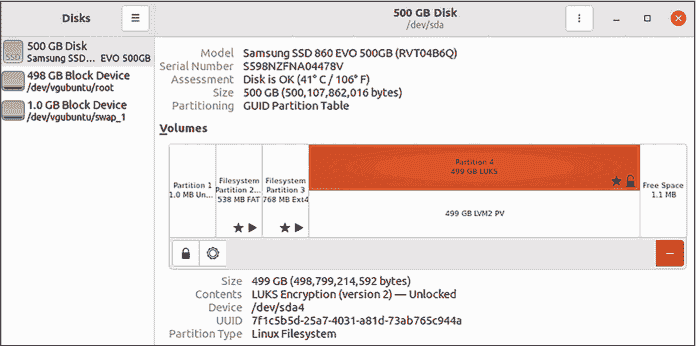 Disks
500 GB Disk
/dev/sda
500 GB Disk
Samsung SSD... EVO 500GB
SSD
498 GB Block Device
/dev/vgubuntu/root
1.0 GB Block Device
/dev/vgubuntu/swap_1
Model Samsung SSD 860 EVO 500GB (RVT04B6Q)
Serial Number S598NZFNA04478V
Assessment Disk is OK (41° C / 106° F)
Size 500 GB (500,107,862,016 bytes)
Partitioning GUID Partition Table
Volumes
Partition 1
1.0 MB Un...
Filesystem
Partition 2...
538 MB FAT
Filesystem
Partition 3
768 MB Ext4
Partition 4
499 GB LUKS
499 GB LVM2 PV
Free Space
1.1 MB
Size 499 GB (498,799,214,592 bytes)
Contents LUKS Encryption (version 2) — Unlocked
Device /dev/sda4
UUID 7f1c5b5d-25a7-4031-a81d-73ab765c944a
Partition Type Linux Filesystem